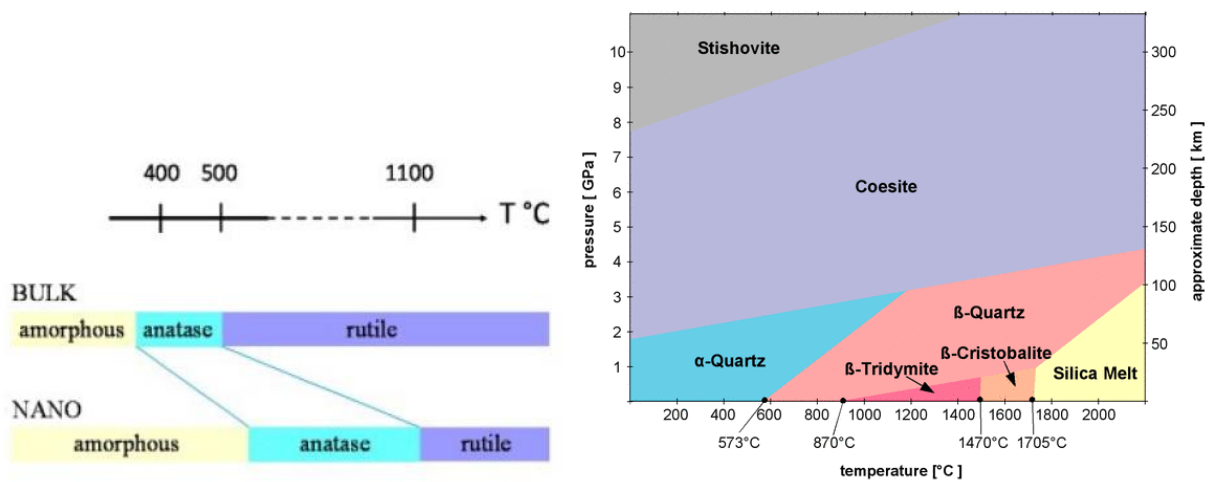 400 500 1100
T °C
BULK
amorphous anatase rutile
NANO
amorphous anatase rutile
pressure [ GPa]
10
9
8
7
6
5
4
3
2
1
Stishovite
Coesite
ß-Quartz
α-Quartz
ß-Cristobalite
ß-Tridymite
Silica Melt
300
250
200
150
100
50
approximate depth [ km]
200 400 600 800 1000 1200 1400 1600 1800 2000
573°C 870°C 1470°C 1705°C
temperature [°C ]